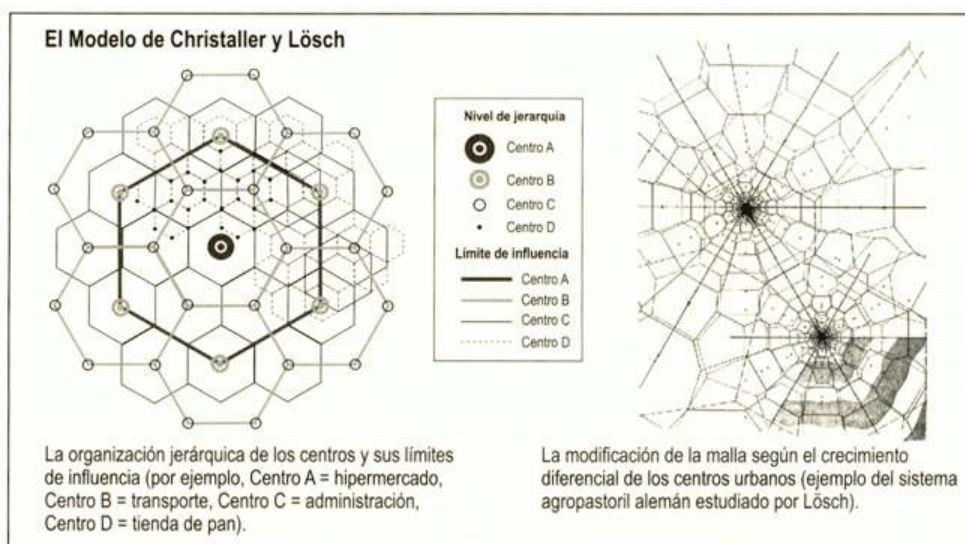 El Modelo de Christaller y Lösch
Nivel de jerarquía
Centro A
Centro B
Centro C
Centro D
Límite de influencia
Centro A
Centro B
Centro C
Centro D
La organización jerárquica de los centros y sus límites
de influencia (por ejemplo, Centro A = hipermercado,
Centro B = transporte, Centro C = administración,
Centro D = tienda de pan).
La modificación de la malla según el crecimiento
diferencial de los centros urbanos (ejemplo del sistema
agropastoril alemán estudiado por Lösch).